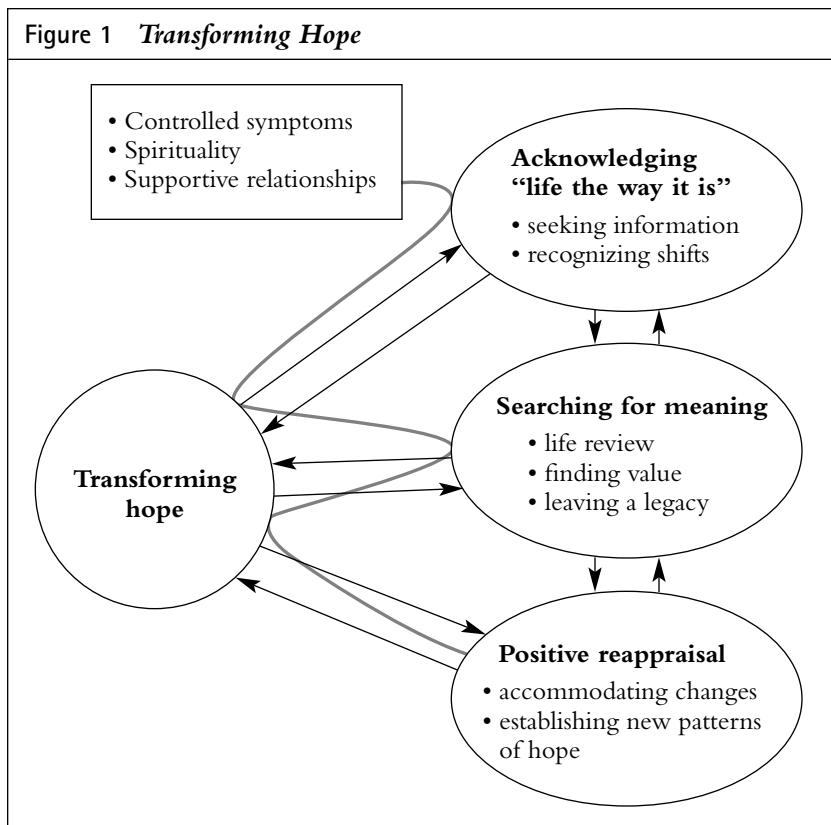 Figure 1 Transforming Hope
• Controlled symptoms
• Spirituality
• Supportive relationships
Acknowledging
“life the way it is”
• seeking information
• recognizing shifts
Searching for meaning
• life review
• finding value
• leaving a legacy
Transforming
hope
Positive reappraisal
• accommodating changes
• establishing new patterns
of hope